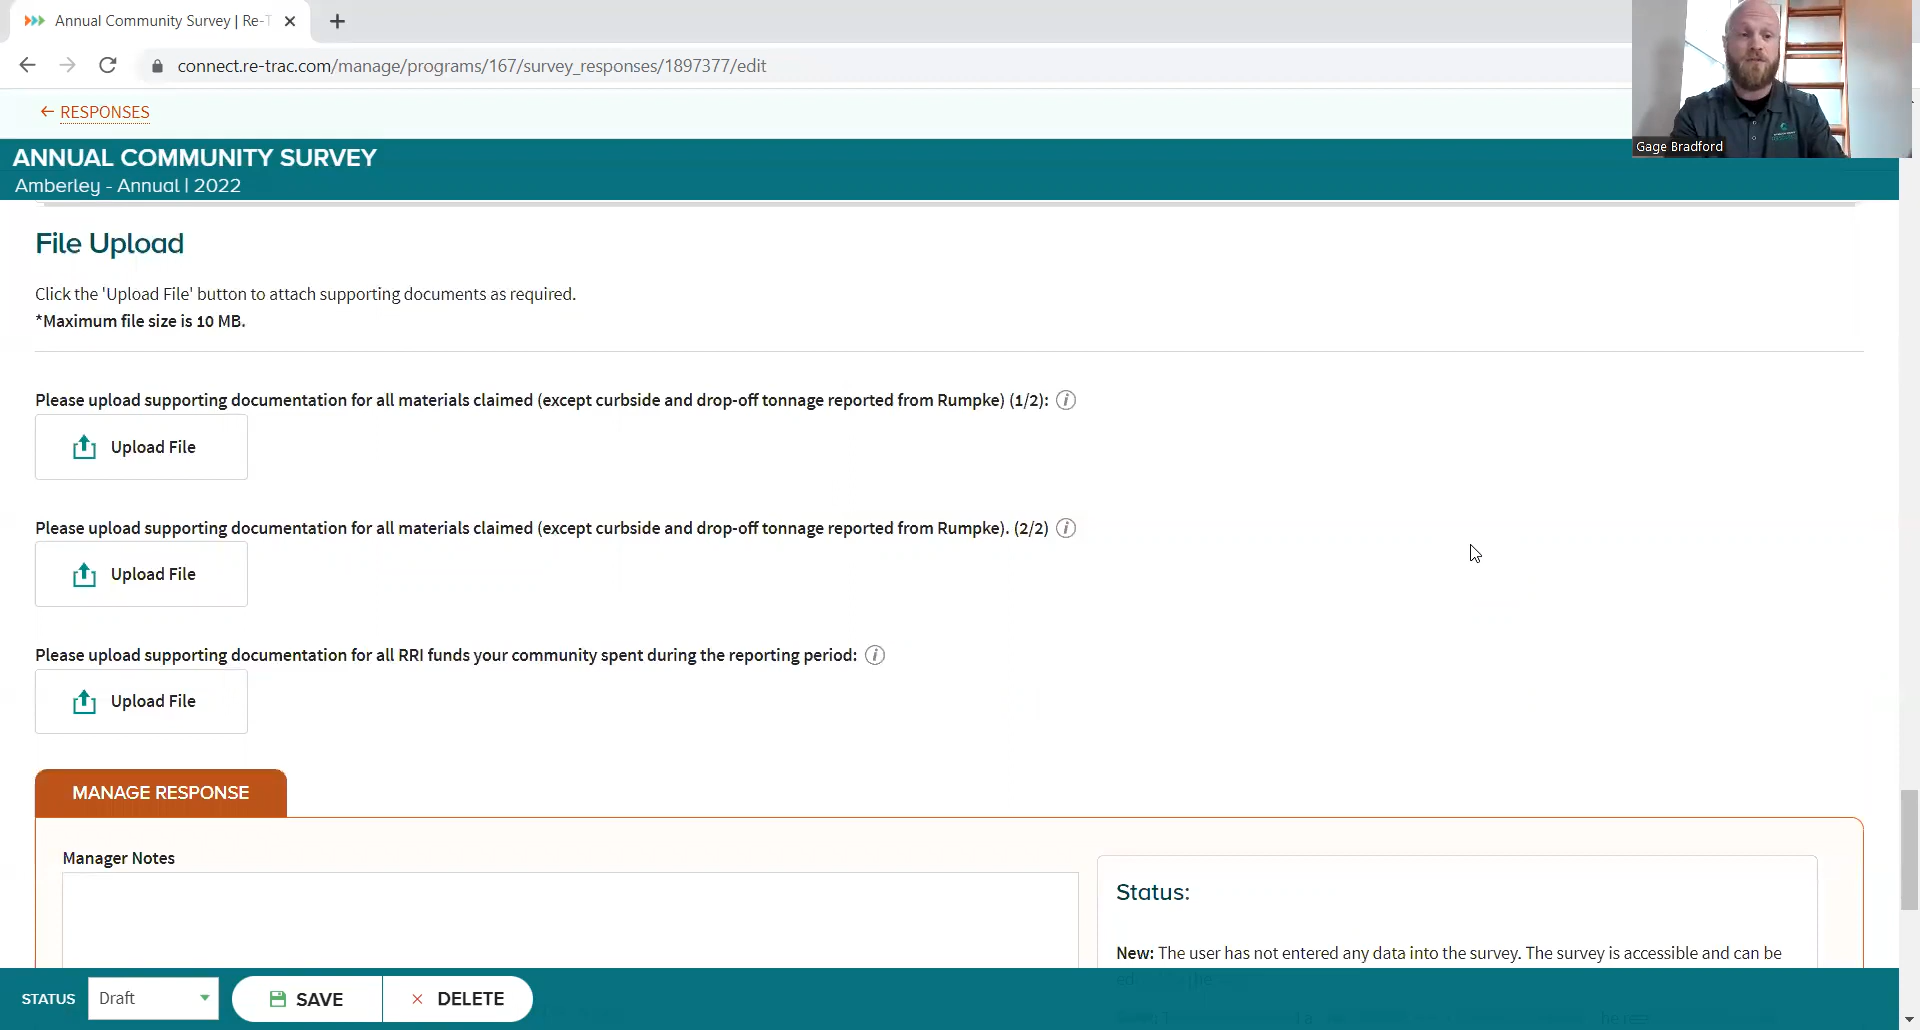 Annual Community Survey | Re-T
connect.re-trac.com/manage/programs/167/survey_responses/1897377/edit
Gage Bradford
← RESPONSES
ANNUAL COMMUNITY SURVEY
Amberley - Annual | 2022
File Upload
Click the 'Upload File' button to attach supporting documents as required.
*Maximum file size is 10 MB.
Please upload supporting documentation for all materials claimed (except curbside and drop-off tonnage reported from Rumpke) (1/2): i
Upload File
Please upload supporting documentation for all materials claimed (except curbside and drop-off tonnage reported from Rumpke). (2/2) i
Upload File
Please upload supporting documentation for all RRI funds your community spent during the reporting period: i
Upload File
MANAGE RESPONSE
Manager Notes
Status:
New: The user has not entered any data into the survey. The survey is accessible and can be
STATUS Draft SAVE DELETE